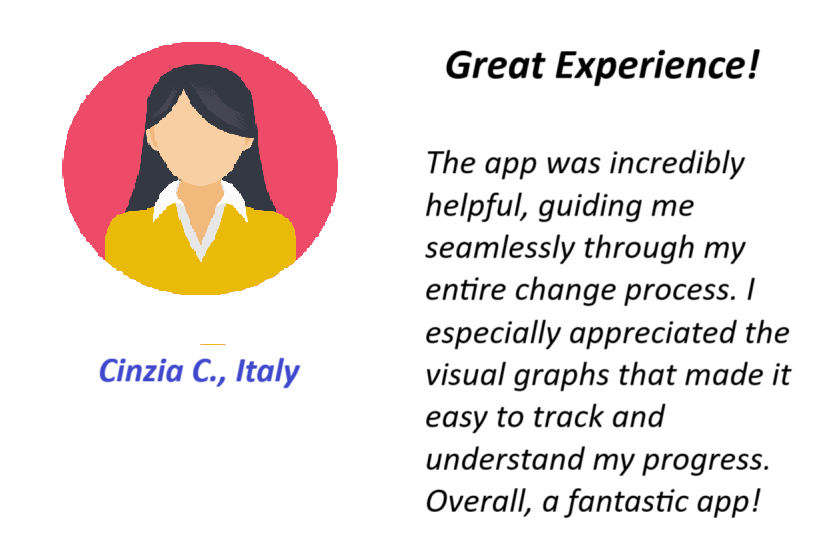 Great Experience!
The app was incredibly
helpful, guiding me
seamlessly through my
entire change process. I
especially appreciated the
visual graphs that made it
easy to track and
understand my progress.
Overall, a fantastic app!
Cinzia C., Italy